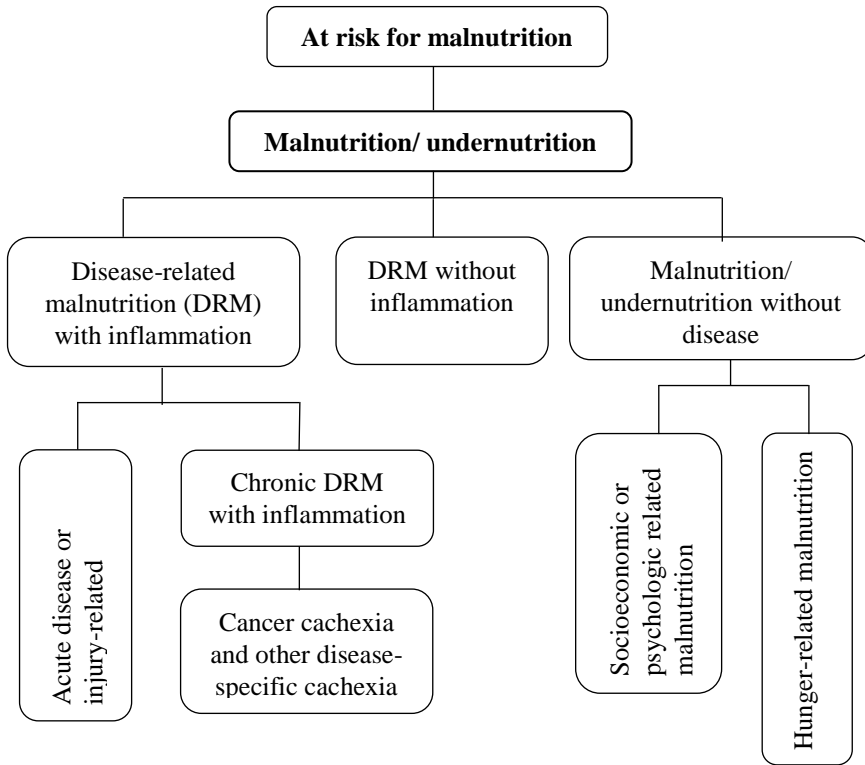 At risk for malnutrition
Malnutrition/ undernutrition
Disease-related
malnutrition (DRM)
with inflammation
DRM without
inflammation
Malnutrition/
undernutrition without
disease
Acute disease or
injury-related
Chronic DRM
with inflammation
Cancer cachexia
and other disease-
specific cachexia
Socioeconomic or
psychologic related
malnutrition
Hunger-related malnutrition